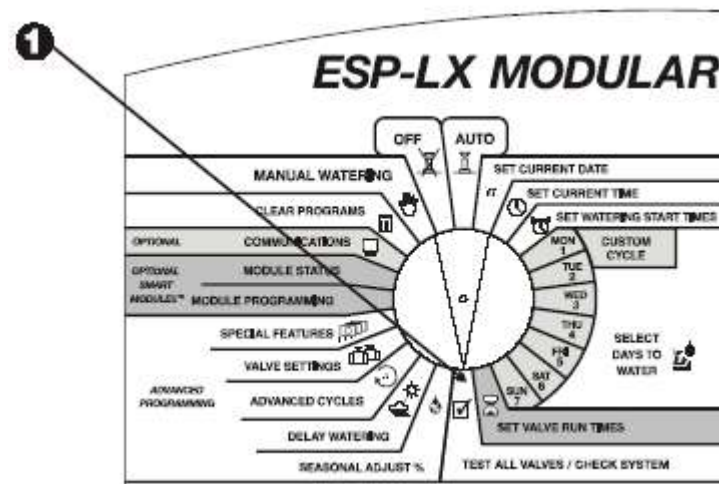 1
ESP-LX MODULAR
OFF
AUTO
MANUAL WATERING
SET CURRENT DATE
CLEAR PROGRAMS
SET CURRENT TIME
SET WATERING START TIMES
OPTIONAL
COMMUNICATIONS
MON
1
CUSTOM
CYCLE
OPTIONAL
SMART
MODULES™
MODULE STATUS
TUE
2
MODULE PROGRAMMING
WED
3
SPECIAL FEATURES
THU
4
SELECT
DAYS TO
WATER
VALVE SETTINGS
FRI
5
ADVANCED
PROGRAMMING
ADVANCED CYCLES
SAT
6
SUN
7
DELAY WATERING
SET VALVE RUN TIMES
SEASONAL ADJUST %
TEST ALL VALVES / CHECK SYSTEM